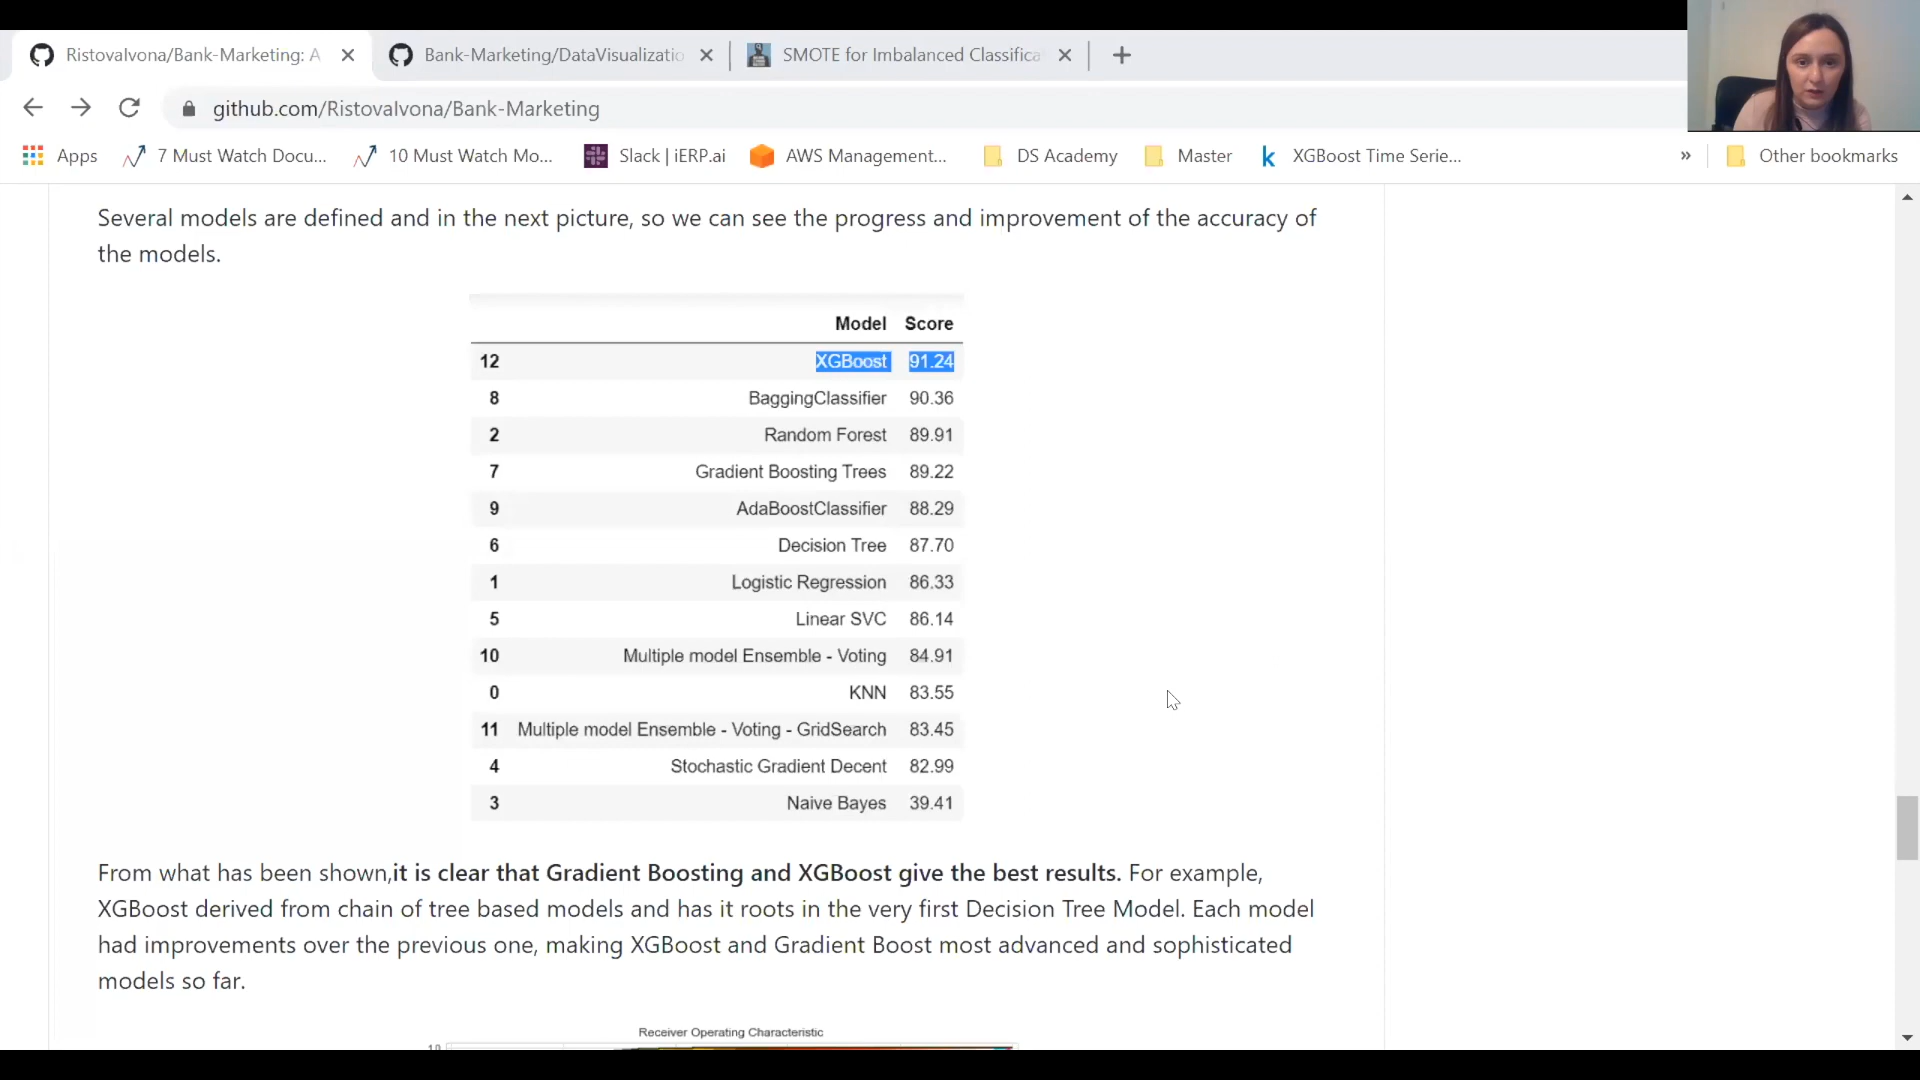 RistovaIvona/Bank-Marketing: A
Bank-Marketing/DataVisualizatio
SMOTE for Imbalanced Classifica
github.com/RistovaIvona/Bank-Marketing
Apps
7 Must Watch Docu...
10 Must Watch Mo...
Slack | iERP.ai
AWS Management...
DS Academy
Master
XGBoost Time Serie...
»
Other bookmarks
Several models are defined and in the next picture, so we can see the progress and improvement of the accuracy of
the models.
Model Score
12 XGBoost 91.24
8 BaggingClassifier 90.36
2 Random Forest 89.91
7 Gradient Boosting Trees 89.22
9 AdaBoostClassifier 88.29
6 Decision Tree 87.70
1 Logistic Regression 86.33
5 Linear SVC 86.14
10 Multiple model Ensemble - Voting 84.91
0 KNN 83.55
11 Multiple model Ensemble - Voting - GridSearch 83.45
4 Stochastic Gradient Decent 82.99
3 Naive Bayes 39.41
From what has been shown,it is clear that Gradient Boosting and XGBoost give the best results. For example,
XGBoost derived from chain of tree based models and has it roots in the very first Decision Tree Model. Each model
had improvements over the previous one, making XGBoost and Gradient Boost most advanced and sophisticated
models so far.
Receiver Operating Characteristic
1.0